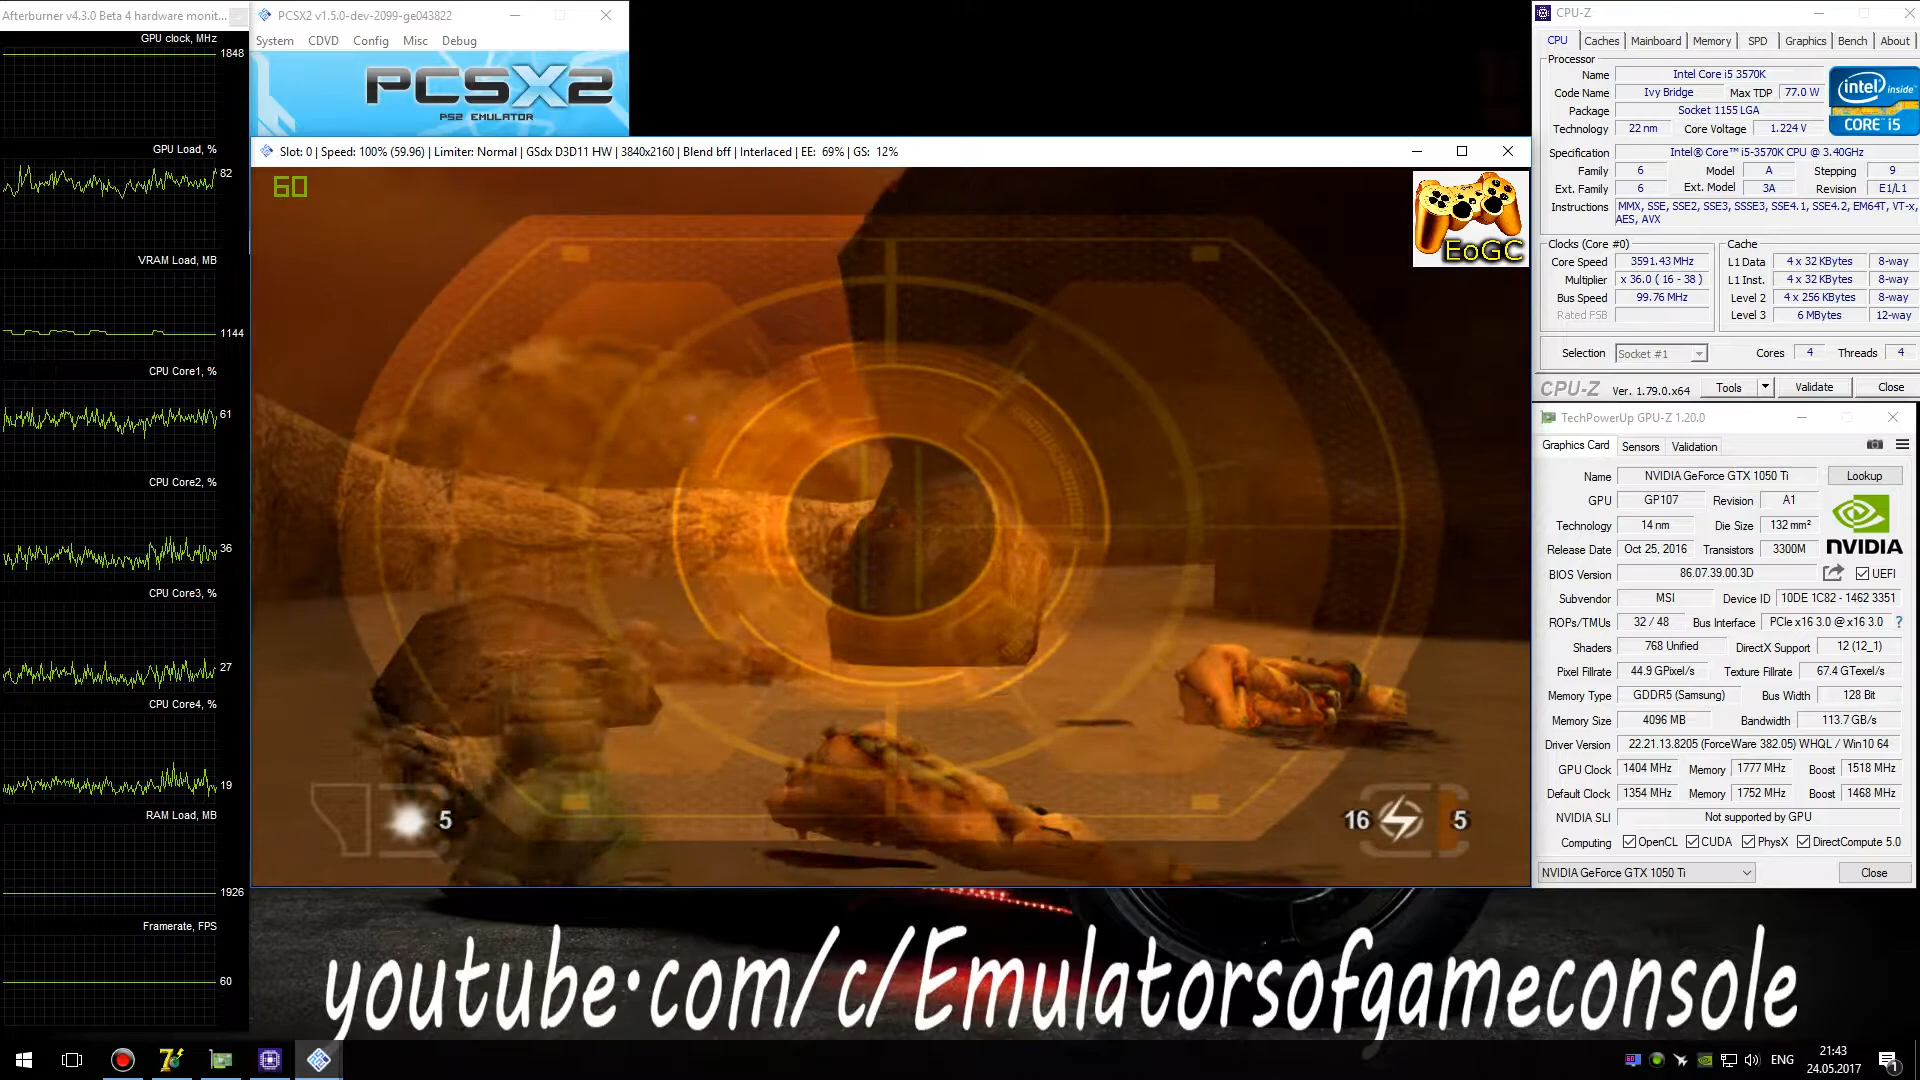 Afterburner v4.3.0 Beta 4 hardware monit...
GPU clock, MHz
1848
GPU Load, %
82
VRAM Load, MB
1144
CPU Core1, %
61
CPU Core2, %
36
CPU Core3, %
27
CPU Core4, %
19
RAM Load, MB
1926
Framerate, FPS
60
PCSX2 v1.5.0-dev-2099-ge043822
System CDVD Config Misc Debug
PCSX2
PS2 EMULATOR
Slot: 0 | Speed: 100% (59.96) | Limiter: Normal | GSdx D3D11 HW | 3840x2160 | Blend bff | Interlaced | EE: 69% | GS: 12%
60
EoGC
5
16 5
CPU-Z
CPU Caches Mainboard Memory SPD Graphics Bench About
Processor
Name Intel Core i5 3570K
Code Name Ivy Bridge Max TDP 77.0 W
Package Socket 1155 LGA
Technology 22 nm Core Voltage 1.224 V
intel inside
CORE i5
Specification Intel® Core™ i5-3570K CPU @ 3.40GHz
Family 6 Model A Stepping 9
Ext. Family 6 Ext. Model 3A Revision E1/L1
Instructions MMX, SSE, SSE2, SSE3, SSSE3, SSE4.1, SSE4.2, EM64T, VT-x,
AES, AVX
Clocks (Core #0) Cache
Core Speed 3591.43 MHz L1 Data 4 x 32 KBytes 8-way
Multiplier x 36.0 ( 16 - 38 ) L1 Inst. 4 x 32 KBytes 8-way
Bus Speed 99.76 MHz Level 2 4 x 256 KBytes 8-way
Rated FSB Level 3 6 MBytes 12-way
Selection Socket #1 Cores 4 Threads 4
CPU-Z Ver. 1.79.0.x64 Tools Validate Close
TechPowerUp GPU-Z 1.20.0
Graphics Card Sensors Validation
Name NVIDIA GeForce GTX 1050 Ti Lookup
GPU GP107 Revision A1
Technology 14 nm Die Size 132 mm²
Release Date Oct 25, 2016 Transistors 3300M
NVIDIA
BIOS Version 86.07.39.00.3D UEFI
Subvendor MSI Device ID 10DE 1C82 - 1462 3351
ROPs/TMUs 32 / 48 Bus Interface PCIe x16 3.0 @ x16 3.0 ?
Shaders 768 Unified DirectX Support 12 (12_1)
Pixel Fillrate 44.9 GPixel/s Texture Fillrate 67.4 GTexel/s
Memory Type GDDR5 (Samsung) Bus Width 128 Bit
Memory Size 4096 MB Bandwidth 113.7 GB/s
Driver Version 22.21.13.8205 (ForceWare 382.05) WHQL / Win10 64
GPU Clock 1404 MHz Memory 1777 MHz Boost 1518 MHz
Default Clock 1354 MHz Memory 1752 MHz Boost 1468 MHz
NVIDIA SLI Not supported by GPU
Computing OpenCL CUDA PhysX DirectCompute 5.0
NVIDIA GeForce GTX 1050 Ti Close
youtube.com/c/Emulatorsofgameconsole
ENG
21:43
24.05.2017
1